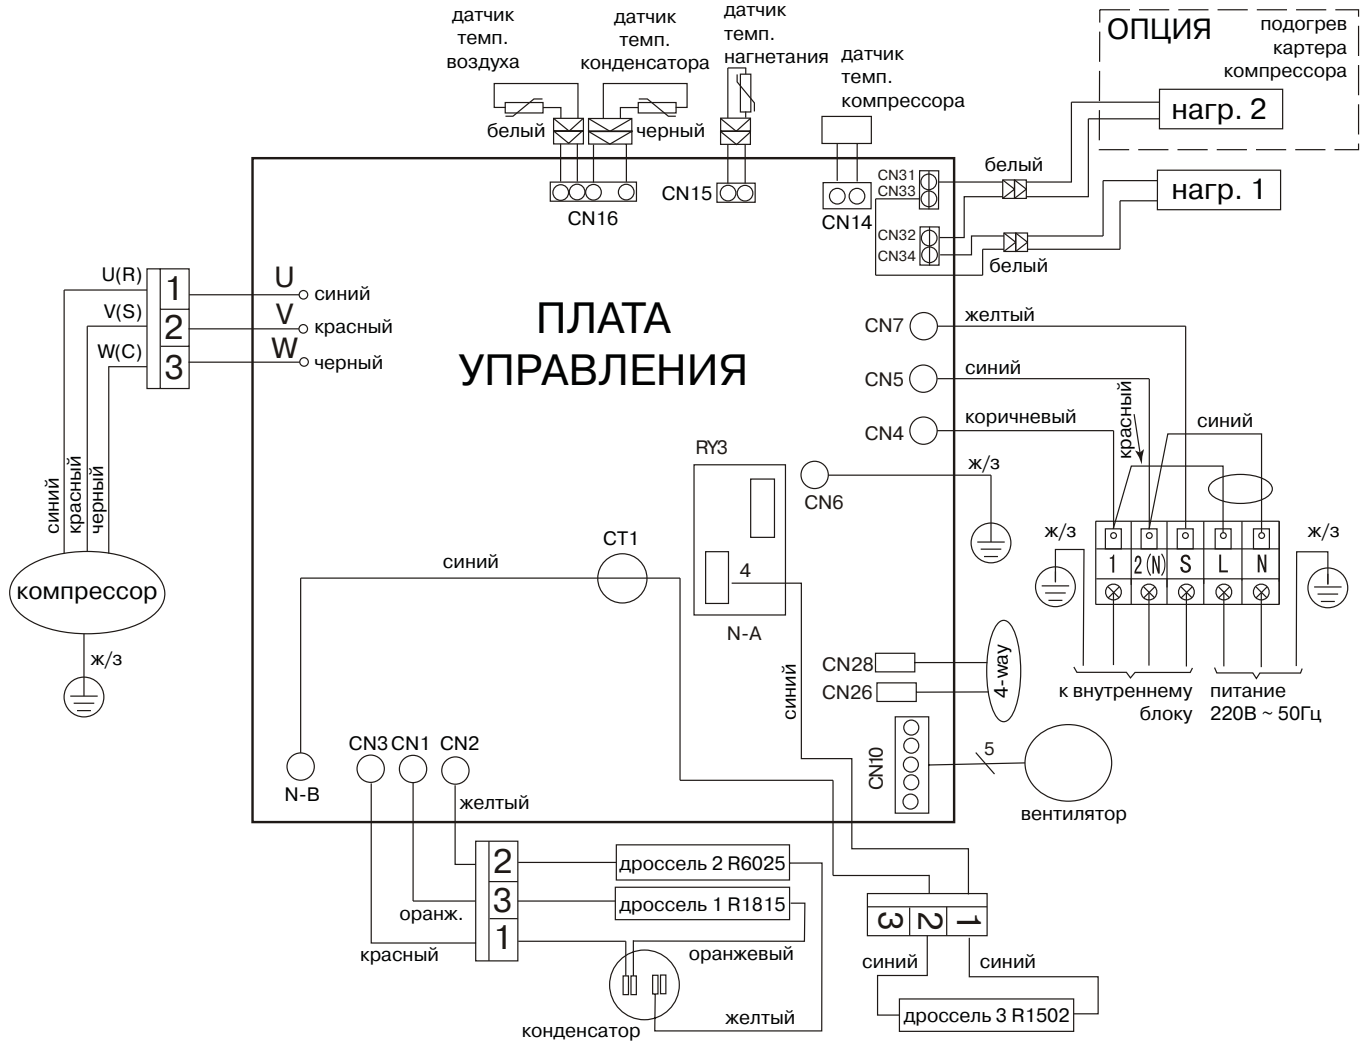 датчик
темп.
воздуха
датчик
темп.
конденсатора
датчик
темп.
нагнетания
датчик
темп.
компрессора
ОПЦИЯ
подогрев
картера
компрессора
нагр. 2
нагр. 1
белый
черный
белый
белый
CN16
CN15
CN14
CN31
CN33
CN32
CN34
U(R)
V(S)
W(C)
1
2
3
U
V
W
синий
красный
черный
ПЛАТА
УПРАВЛЕНИЯ
CN7
желтый
CN5
синий
CN4
коричневый
красный
синий
RY3
4
N-A
CN6
ж/з
ж/з
ж/з
1
2(N)
S
L
N
к внутреннему
блоку
питание
220В ~ 50Гц
синий
красный
черный
компрессор
ж/з
синий
CT1
синий
CN28
CN26
4-way
CN10
5
вентилятор
N-B
CN3
CN1
CN2
желтый
оранж.
красный
2
3
1
дроссель 2 R6025
дроссель 1 R1815
оранжевый
желтый
конденсатор
3
2
1
синий
синий
дроссель 3 R1502